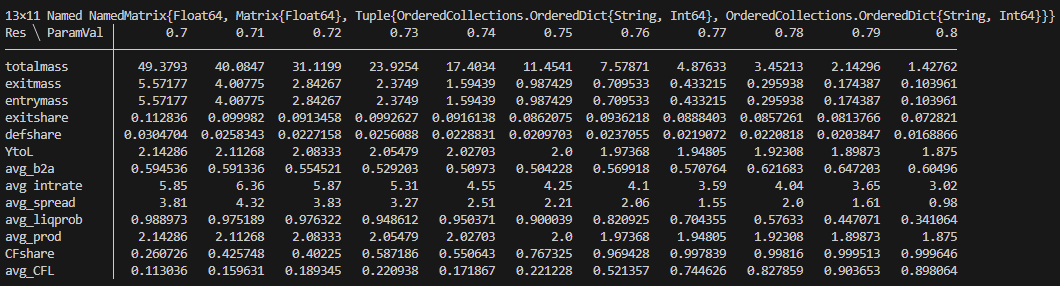 13×11 Named NamedMatrix{Float64, Matrix{Float64}, Tuple{OrderedCollections.OrderedDict{String, Int64}, OrderedCollections.OrderedDict{String, Int64}}}
Res ╲ ParamVal │ 0.7 0.71 0.72 0.73 0.74 0.75 0.76 0.77 0.78 0.79 0.8
totalmass │ 49.3793 40.0847 31.1199 23.9254 17.4034 11.4541 7.57871 4.87633 3.45213 2.14296 1.42762
exitmass │ 5.57177 4.00775 2.84267 2.3749 1.59439 0.987429 0.709533 0.433215 0.295938 0.174387 0.103961
entrymass │ 5.57177 4.00775 2.84267 2.3749 1.59439 0.987429 0.709533 0.433215 0.295938 0.174387 0.103961
exitshare │ 0.112836 0.099982 0.0913458 0.0992627 0.0916138 0.0862075 0.0936218 0.0888403 0.0857261 0.0813766 0.072821
defshare │ 0.0304704 0.0258343 0.0227158 0.0256088 0.0228831 0.0209703 0.0237055 0.0219072 0.0220818 0.0203847 0.0168866
YtoL │ 2.14286 2.11268 2.08333 2.05479 2.02703 2.0 1.97368 1.94805 1.92308 1.89873 1.875
avg_b2a │ 0.594536 0.591336 0.554521 0.529203 0.50973 0.504228 0.569918 0.570764 0.621683 0.647203 0.60496
avg_intrate │ 5.85 6.36 5.87 5.31 4.55 4.25 4.1 3.59 4.04 3.65 3.02
avg_spread │ 3.81 4.32 3.83 3.27 2.51 2.21 2.06 1.55 2.0 1.61 0.98
avg_liqprob │ 0.988973 0.975189 0.976322 0.948612 0.950371 0.900039 0.820925 0.704355 0.57633 0.447071 0.341064
avg_prod │ 2.14286 2.11268 2.08333 2.05479 2.02703 2.0 1.97368 1.94805 1.92308 1.89873 1.875
CFshare │ 0.260726 0.425748 0.40225 0.587186 0.550643 0.767325 0.969428 0.997839 0.99816 0.999513 0.999646
avg_CFL │ 0.113036 0.159631 0.189345 0.220938 0.171867 0.221228 0.521357 0.744626 0.827859 0.903653 0.898064